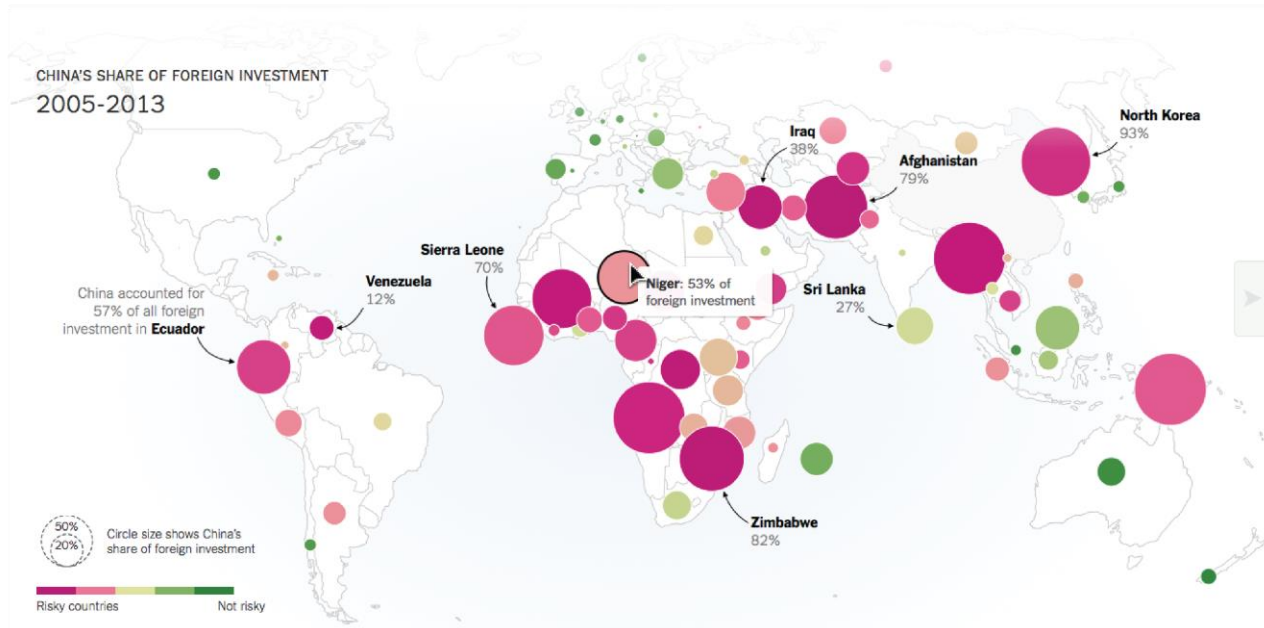 CHINA'S SHARE OF FOREIGN INVESTMENT
2005-2013
North Korea
93%
Iraq
38%
Afghanistan
79%
Sierra Leone
70%
Niger: 53% of
foreign investment
Venezuela
12%
Sri Lanka
27%
China accounted for
57% of all foreign
investment in Ecuador
Zimbabwe
82%
50%
20%
Circle size shows China's
share of foreign investment
Risky countries
Not risky